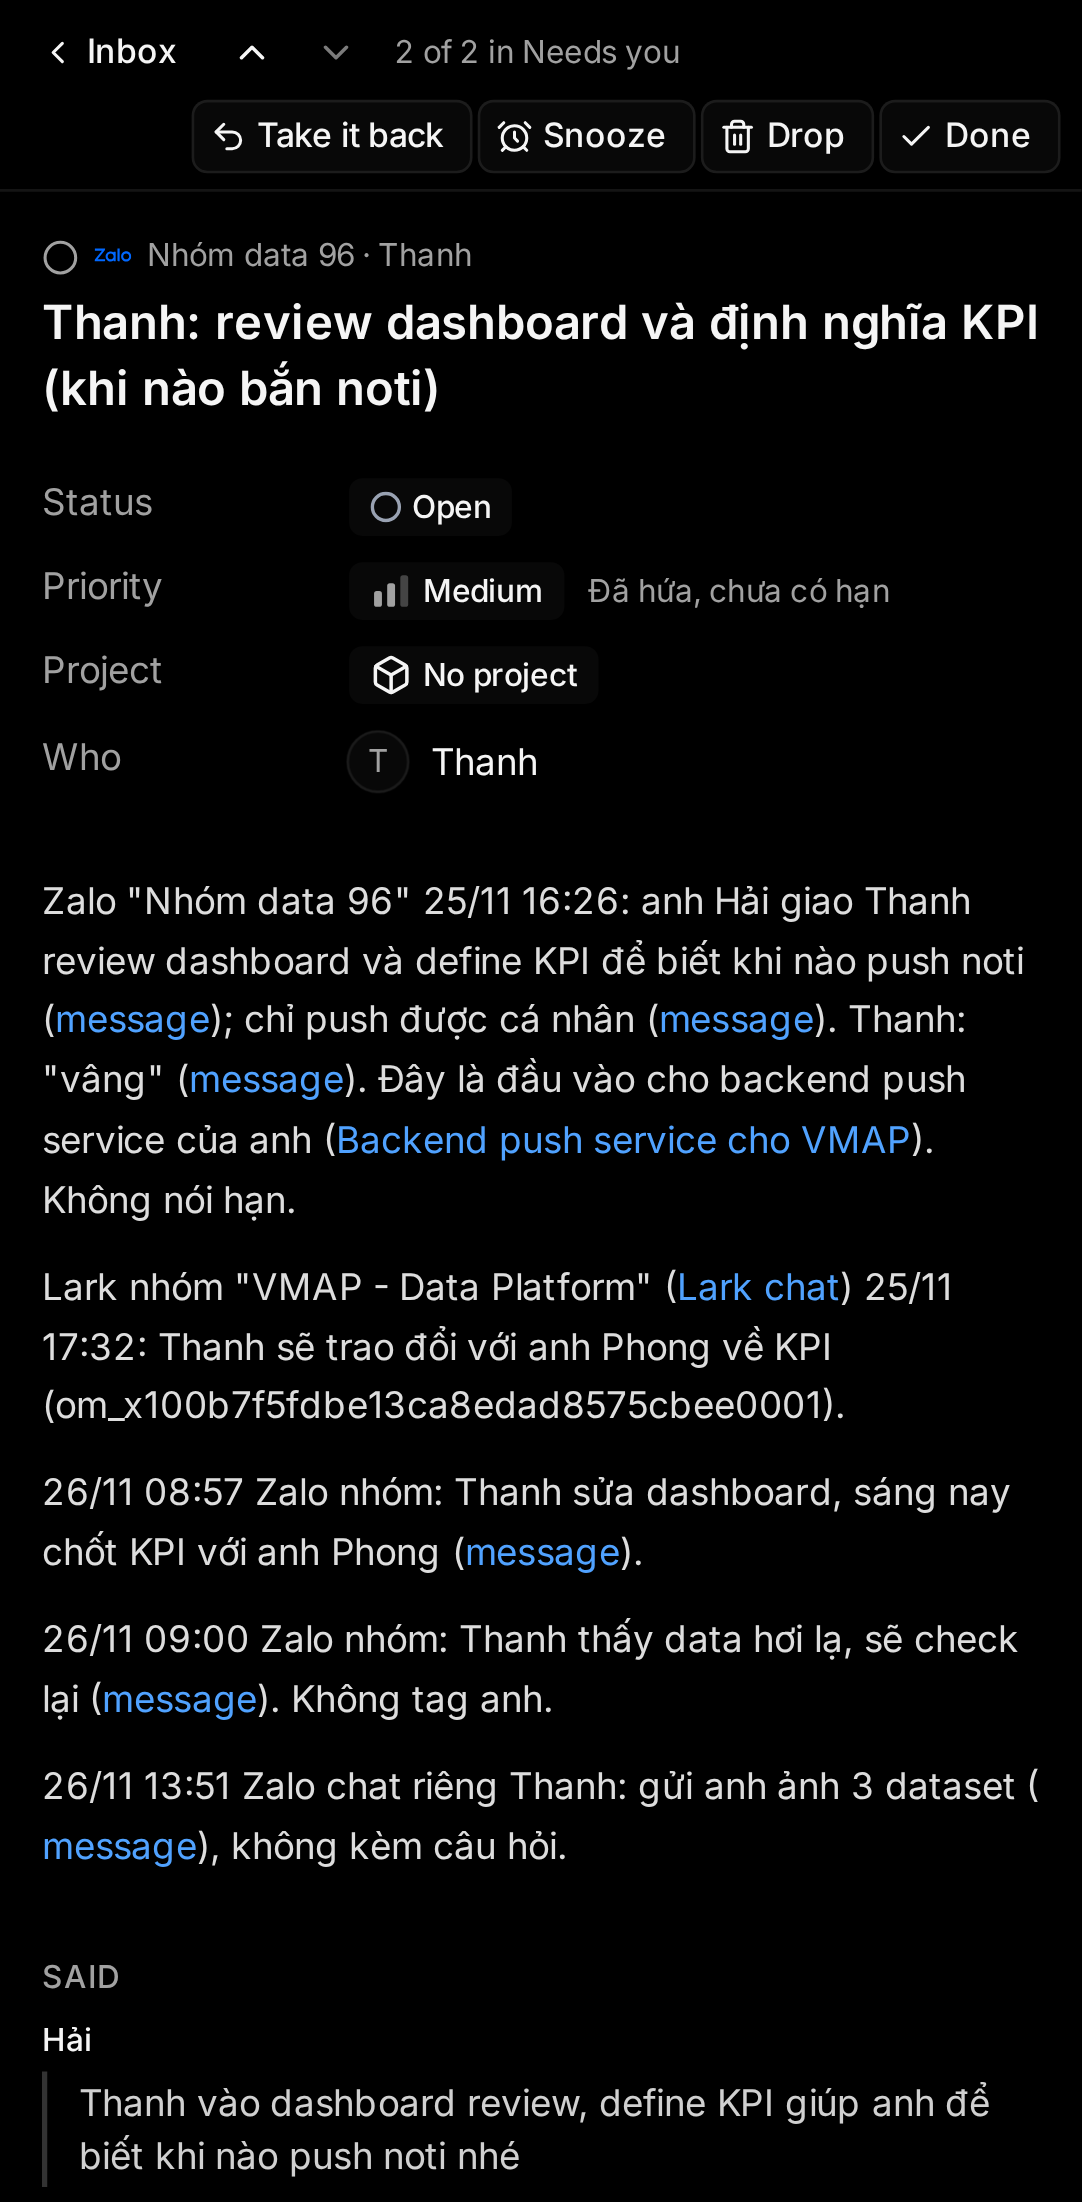 Inbox
2 of 2 in Needs you
Take it back
Snooze
Drop
Done
Zalo Nhóm data 96 · Thanh
Thanh: review dashboard và định nghĩa KPI
(khi nào bắn noti)
Status
Open
Priority
Medium
Đã hứa, chưa có hạn
Project
No project
Who
T
Thanh
Zalo "Nhóm data 96" 25/11 16:26: anh Hải giao Thanh
review dashboard và define KPI để biết khi nào push noti
(message); chỉ push được cá nhân (message). Thanh:
"vâng" (message). Đây là đầu vào cho backend push
service của anh (Backend push service cho VMAP).
Không nói hạn.
Lark nhóm "VMAP - Data Platform" (Lark chat) 25/11
17:32: Thanh sẽ trao đổi với anh Phong về KPI
(om_x100b7f5fdbe13ca8edad8575cbee0001).
26/11 08:57 Zalo nhóm: Thanh sửa dashboard, sáng nay
chốt KPI với anh Phong (message).
26/11 09:00 Zalo nhóm: Thanh thấy data hơi lạ, sẽ check
lại (message). Không tag anh.
26/11 13:51 Zalo chat riêng Thanh: gửi anh ảnh 3 dataset (
message), không kèm câu hỏi.
SAID
Hải
Thanh vào dashboard review, define KPI giúp anh để
biết khi nào push noti nhé